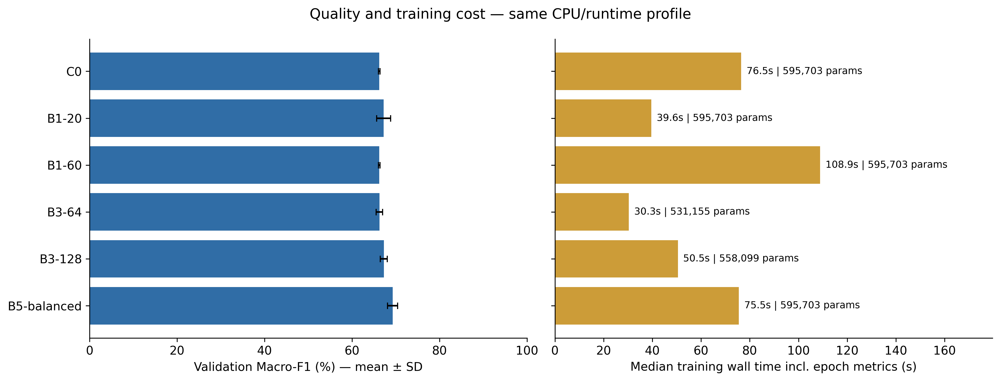 Quality and training cost — same CPU/runtime profile
C0
B1-20
B1-60
B3-64
B3-128
B5-balanced
0 20 40 60 80 100
Validation Macro-F1 (%) — mean ± SD
76.5s | 595,703 params
39.6s | 595,703 params
108.9s | 595,703 params
30.3s | 531,155 params
50.5s | 558,099 params
75.5s | 595,703 params
0 20 40 60 80 100 120 140 160
Median training wall time incl. epoch metrics (s)